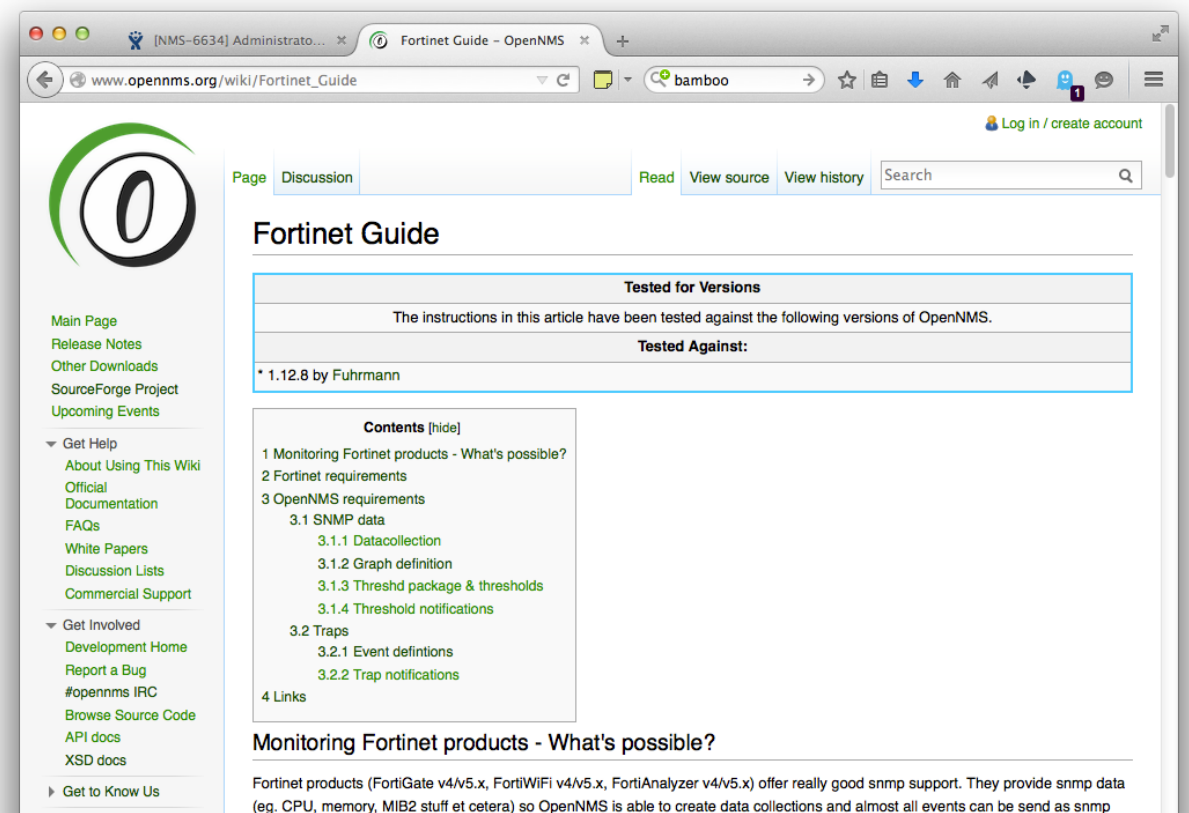 [NMS-6634] Administrato...
Fortinet Guide – OpenNMS
www.opennms.org/wiki/Fortinet_Guide
bamboo
1
Log in / create account
Page
Discussion
Read
View source
View history
Search
0
Fortinet Guide
Tested for Versions
The instructions in this article have been tested against the following versions of OpenNMS.
Tested Against:
* 1.12.8 by Fuhrmann
Main Page
Release Notes
Other Downloads
SourceForge Project
Upcoming Events
Get Help
About Using This Wiki
Official
Documentation
FAQs
White Papers
Discussion Lists
Commercial Support
Get Involved
Development Home
Report a Bug
#opennms IRC
Browse Source Code
API docs
XSD docs
Get to Know Us
Contents [hide]
1 Monitoring Fortinet products - What's possible?
2 Fortinet requirements
3 OpenNMS requirements
3.1 SNMP data
3.1.1 Datacollection
3.1.2 Graph definition
3.1.3 Threshd package & thresholds
3.1.4 Threshold notifications
3.2 Traps
3.2.1 Event defintions
3.2.2 Trap notifications
4 Links
Monitoring Fortinet products - What's possible?
Fortinet products (FortiGate v4/v5.x, FortiWiFi v4/v5.x, FortiAnalyzer v4/v5.x) offer really good snmp support. They provide snmp data
(eg. CPU, memory, MIB2 stuff et cetera) so OpenNMS is able to create data collections and almost all events can be send as snmp